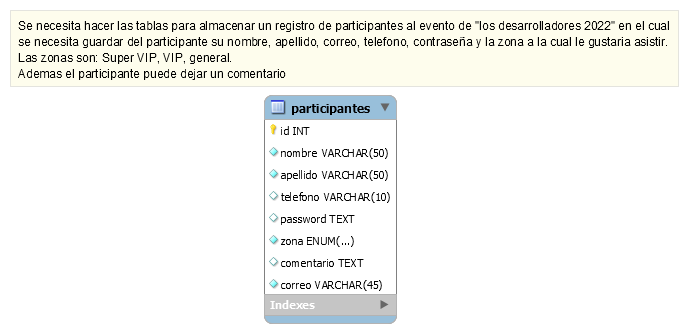 Se necesita hacer las tablas para almacenar un registro de participantes al evento de "los desarrolladores 2022" en el cual
se necesita guardar del participante su nombre, apellido, correo, telefono, contraseña y la zona a la cual le gustaria asistir.
Las zonas son: Super VIP, VIP, general.
Ademas el participante puede dejar un comentario
participantes
id INT
nombre VARCHAR(50)
apellido VARCHAR(50)
telefono VARCHAR(10)
password TEXT
zona ENUM(...)
comentario TEXT
correo VARCHAR(45)
Indexes